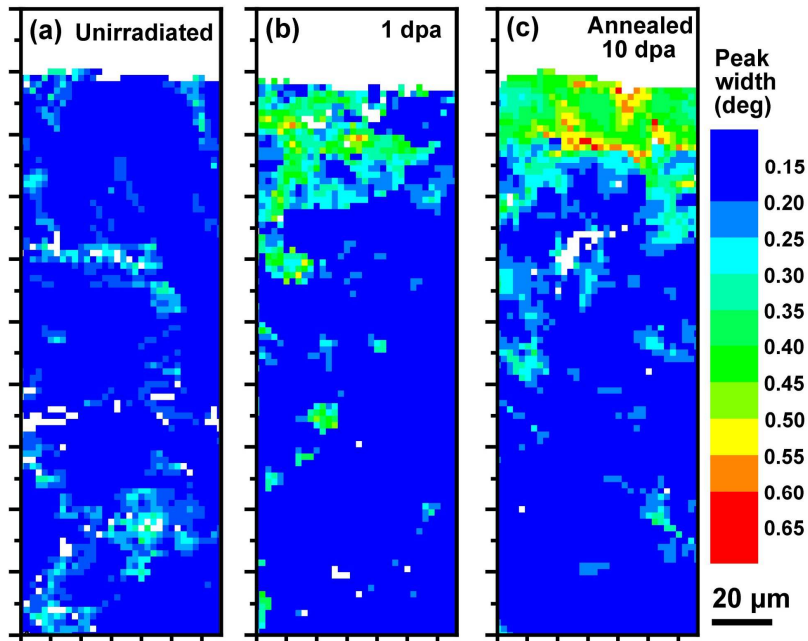 (a) Unirradiated
(b) 1 dpa
(c) Annealed
10 dpa
Peak
width
(deg)
0.15
0.20
0.25
0.30
0.35
0.40
0.45
0.50
0.55
0.60
0.65
20 µm